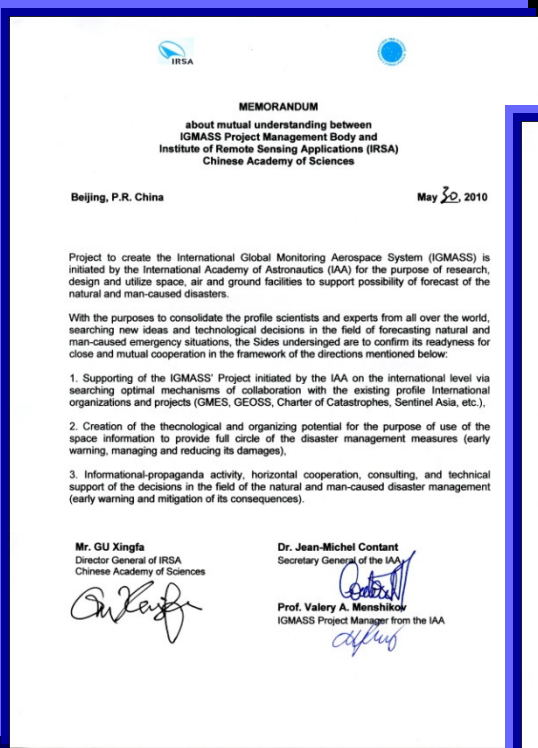 IRSA
MEMORANDUM
about mutual understanding between
IGMASS Project Management Body and
Institute of Remote Sensing Applications (IRSA)
Chinese Academy of Sciences
Beijing, P.R. China
May 30, 2010
Project to create the International Global Monitoring Aerospace System (IGMASS) is
initiated by the International Academy of Astronautics (IAA) for the purpose of research,
design and utilize space, air and ground facilities to support possibility of forecast of the
natural and man-caused disasters.
With the purposes to consolidate the profile scientists and experts from all over the world,
searching new ideas and technological decisions in the field of forecasting natural and
man-caused emergency situations, the Sides undersinged are to confirm its readyness for
close and mutual cooperation in the framework of the directions mentioned below:
1. Supporting of the IGMASS' Project initiated by the IAA on the international level via
searching optimal mechanisms of collaboration with the existing profile International
organizations and projects (GMES, GEOSS, Charter of Catastrophes, Sentinel Asia, etc.),
2. Creation of the thecnological and organizing potential for the purpose of use of the
space information to provide full circle of the disaster management measures (early
warning, managing and reducing its damages),
3. Informational-propaganda activity, horizontal cooperation, consulting, and technical
support of the decisions in the field of the natural and man-caused disaster management
(early warning and mitigation of its consequences).
Mr. GU Xingfa
Director General of IRSA
Chinese Academy of Sciences
Dr. Jean-Michel Contant
Secretary General of the IAA
Prof. Valery A. Menshikov
IGMASS Project Manager from the IAA